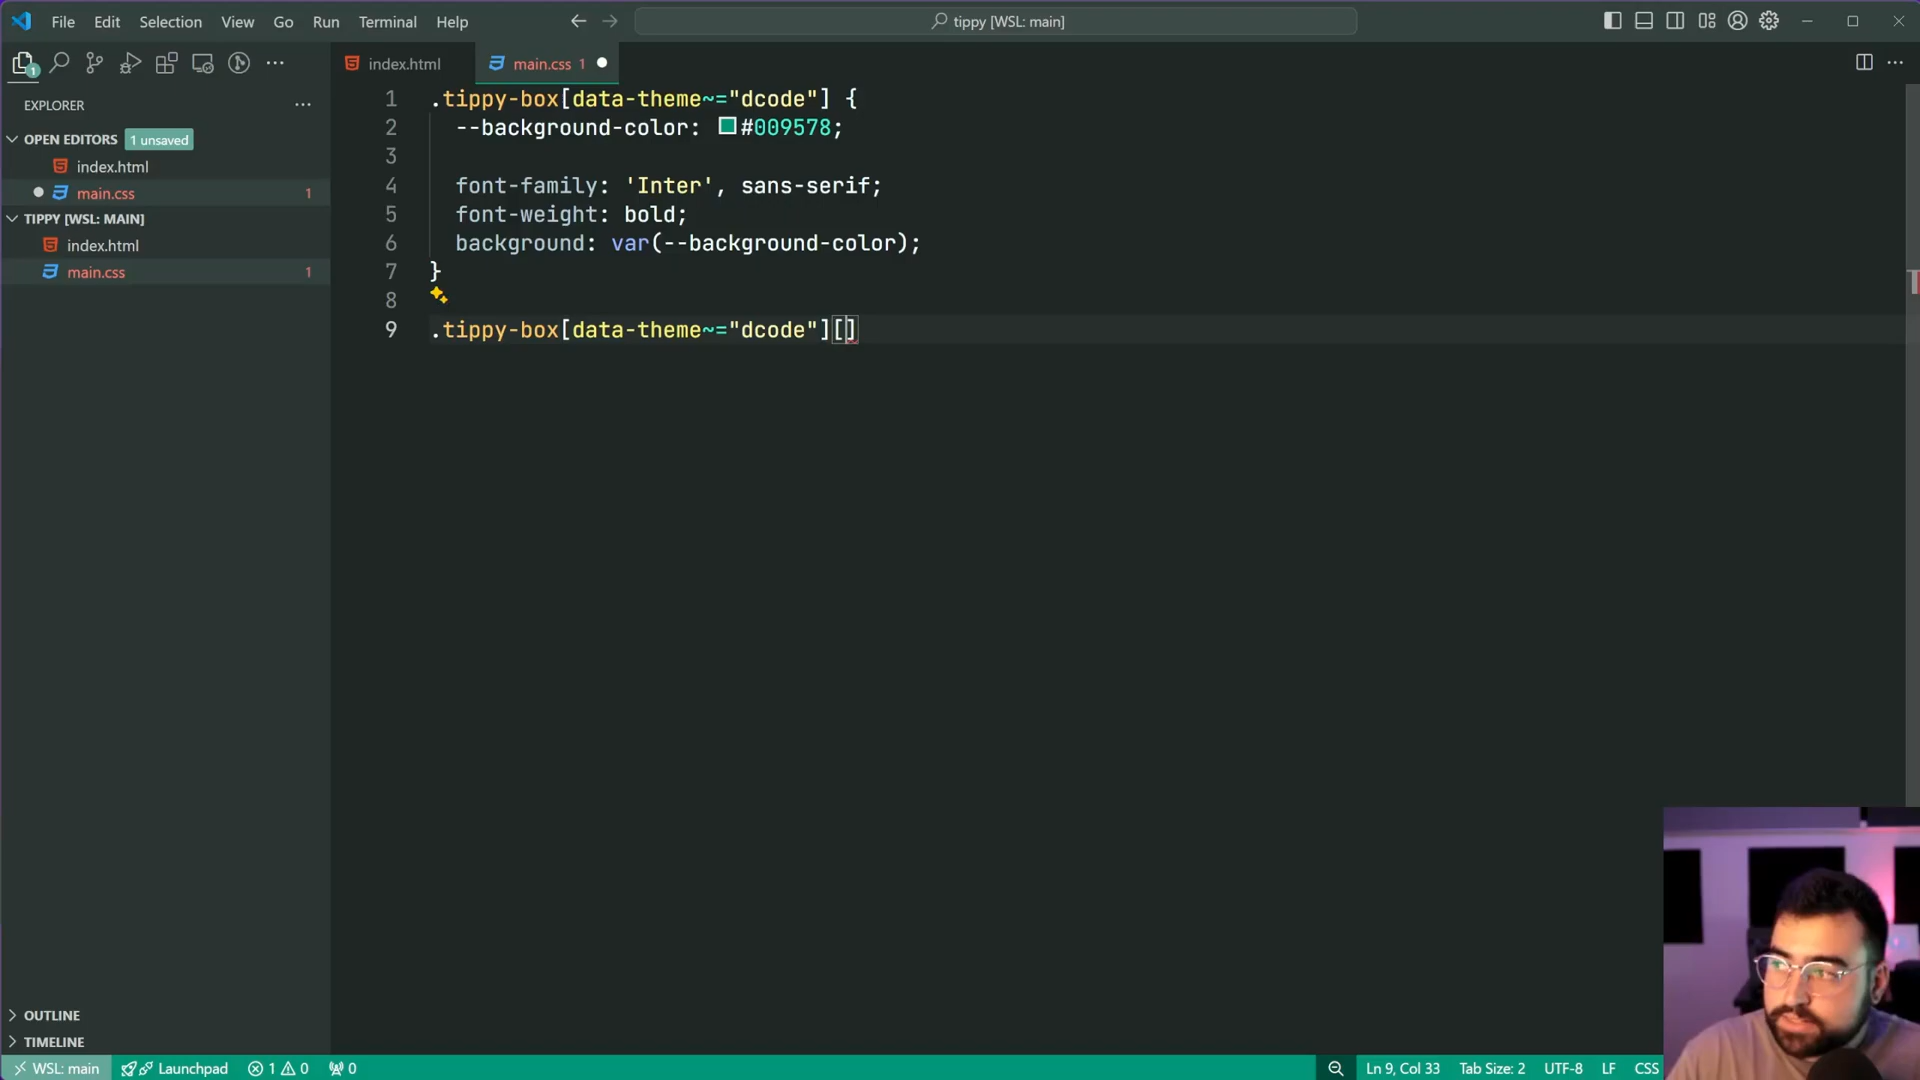 File Edit Selection View Go Run Terminal Help
tippy [WSL: main]
1
index.html
main.css 1
EXPLORER
OPEN EDITORS 1 unsaved
index.html
main.css 1
TIPPY [WSL: MAIN]
index.html
main.css 1
OUTLINE
TIMELINE
1 .tippy-box[data-theme~="dcode"] {
2 --background-color: #009578;
3
4 font-family: 'Inter', sans-serif;
5 font-weight: bold;
6 background: var(--background-color);
7 }
8
9 .tippy-box[data-theme~="dcode"][]
WSL: main Launchpad 1 0 0 Ln 9, Col 33 Tab Size: 2 UTF-8 LF CSS